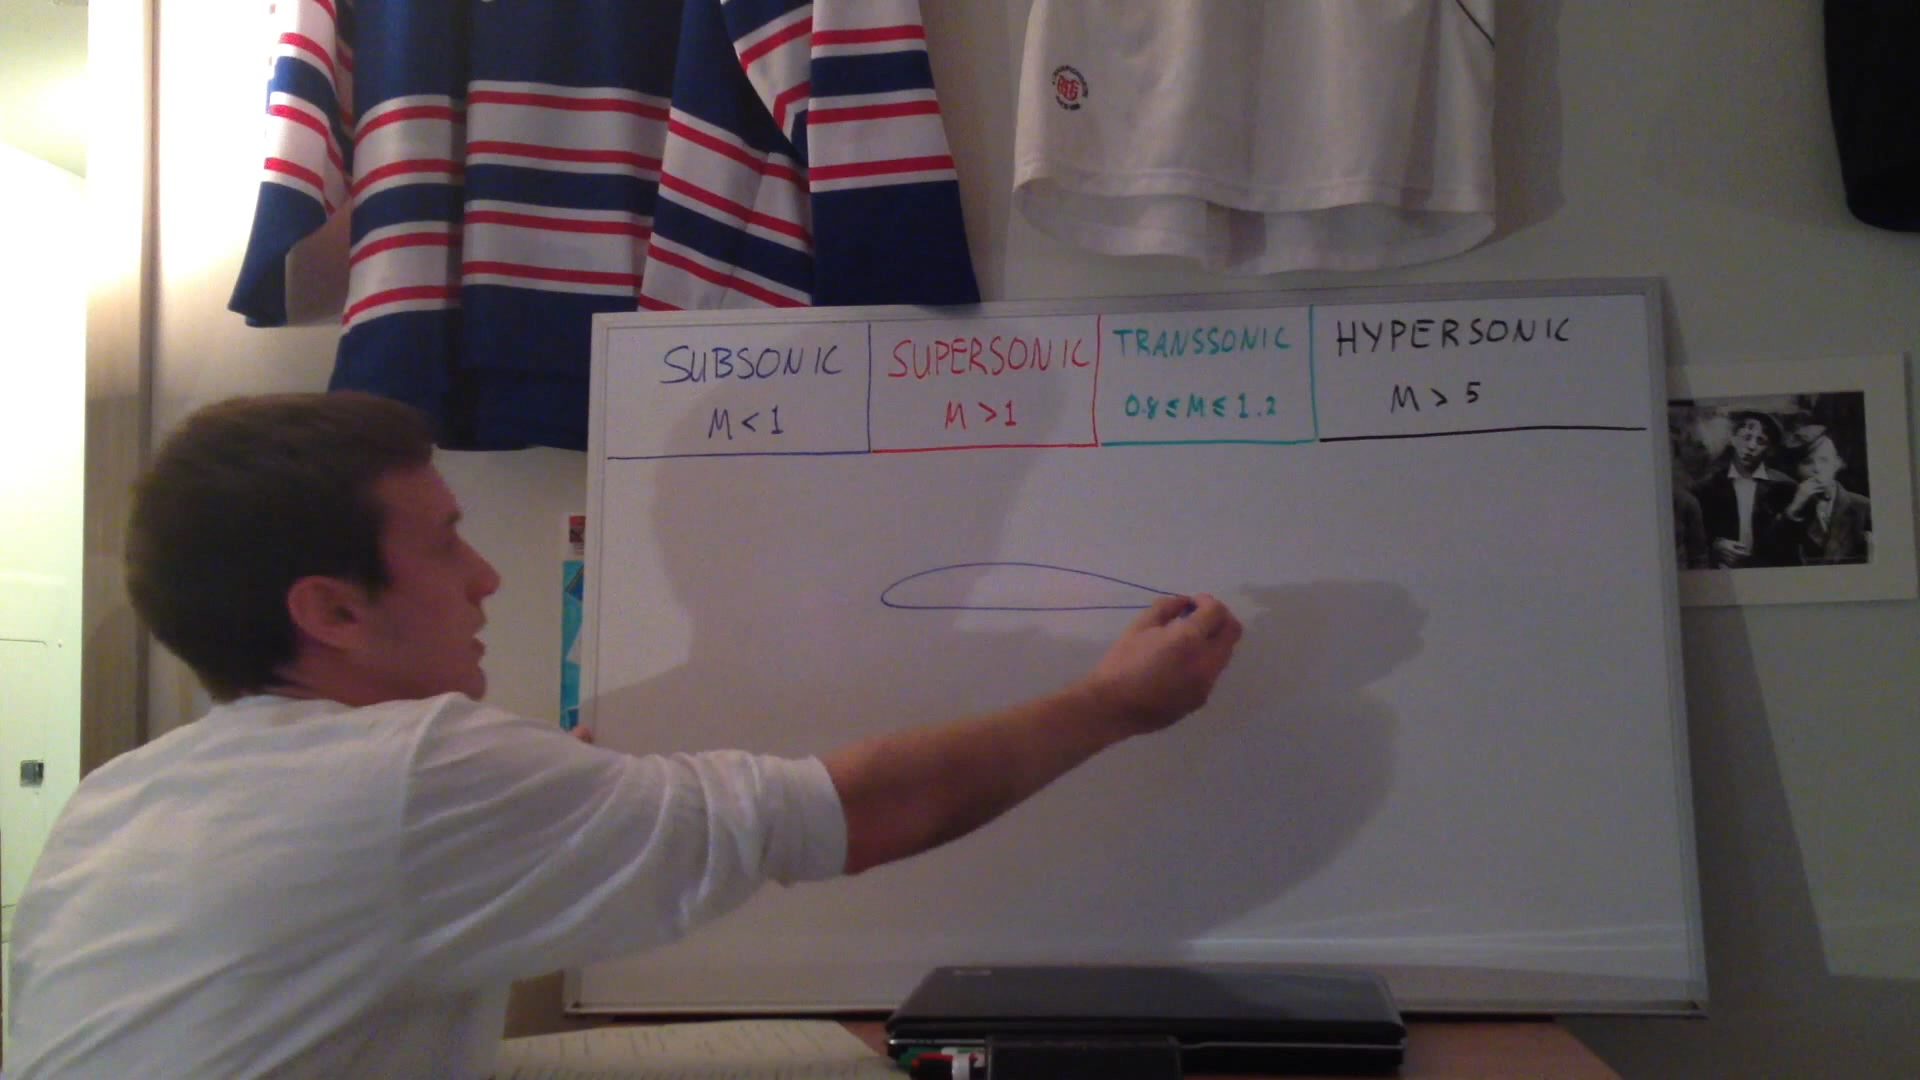 SUBSONIC
M < 1
SUPERSONIC
M > 1
TRANSSONIC
0.8 ≤ M ≤ 1.2
HYPERSONIC
M > 5